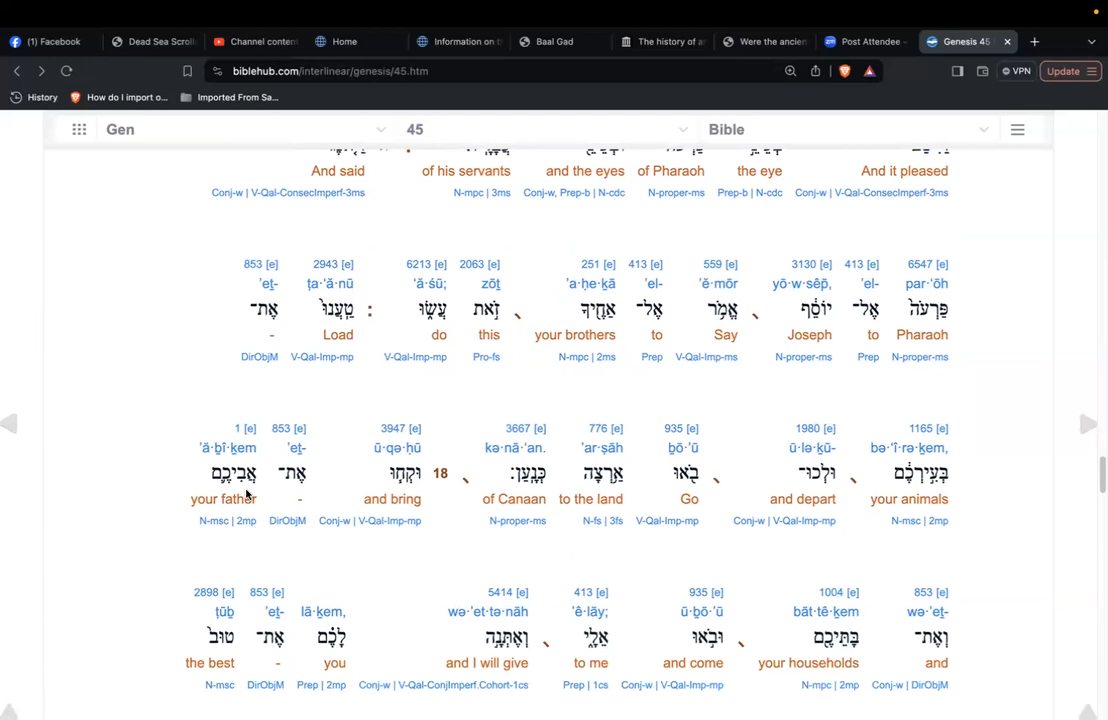 (1) Facebook
Dead Sea Scroll
Channel content
Home
Information on t
Baal Gad
The history of a
Were the ancien
Post Attendee -
Genesis 45
biblehub.com/interlinear/genesis/45.htm
VPN
Update
History
How do I import o...
Imported From Sa...
Gen 45 Bible
And it pleased the eye of Pharaoh and the eyes of his servants And said
Conj-w | V-Qal-ConsecImperf-3ms Prep-b | N-cdc N-proper-ms Conj-w, Prep-b | N-cdc N-mpc | 3ms Conj-w | V-Qal-ConsecImperf-3ms
6547 [e] 413 [e] 3130 [e] 559 [e] 413 [e] 251 [e] 2063 [e] 6213 [e] 2943 [e] 853 [e]
par·‘ōh ’el- yō·w·sêp̄, ’ĕ·mōr ’el- ’a·ḥe·ḵā zōṯ ‘ă·śū; ṭa·‘ă·nū ’eṯ-
פַּרְעֹה֙ אֶל־ יוֹסֵ֔ף ، אֱמֹ֥ר אֶל־ אַחֶ֖יךָ ، זֹ֣את עֲשׂ֑וּ : טַֽעֲנוּ֙ אֶת־
Pharaoh to Joseph Say to your brothers this do Load -
N-proper-ms Prep N-proper-ms V-Qal-Imp-ms Prep N-mpc | 2ms Pro-fs V-Qal-Imp-mp V-Qal-Imp-mp DirObjM
1165 [e] 1980 [e] 935 [e] 776 [e] 3667 [e] 3947 [e] 853 [e] 1 [e]
bə·‘î·rə·ḵem, ū·lə·ḵū- ḇō·’ū ’ar·ṣāh kə·nā·‘an. ū·qə·ḥū ’eṯ- ’ă·ḇî·ḵem
בְּעִ֣ירְכֶ֔ם ، וּלְכוּ־ ، בֹ֖אוּ אַ֥רְצָה כְּנָֽעַן׃ ، 18 וּקְח֧וּ אֶת־ אֲבִיכֶ֛ם
your animals and depart Go to the land of Canaan and bring - your father
N-msc | 2mp Conj-w | V-Qal-Imp-mp V-Qal-Imp-mp N-fs | 3fs N-proper-ms Conj-w | V-Qal-Imp-mp DirObjM N-msc | 2mp
853 [e] 1004 [e] 935 [e] 413 [e] 5414 [e] 853 [e] 2898 [e]
wə·’eṯ- bāt·tê·ḵem ū·ḇō·’ū ’ê·lāy; wə·’et·tə·nāh lā·ḵem, ’eṯ- ṭūḇ
וְאֶת־ בָּתֵּיכֶ֖ם ، וּבֹ֣אוּ אֵלָ֑י ، וְאֶתְּנָ֣ה לָכֶ֗ם אֶת־ טוּב֙
and your households and come to me and I will give you - the best
Conj-w | DirObjM N-mpc | 2mp Conj-w | V-Qal-Imp-mp Prep | 1cs Conj-w | V-Qal-ConjImperf.Cohort-1cs Prep | 2mp DirObjM N-msc